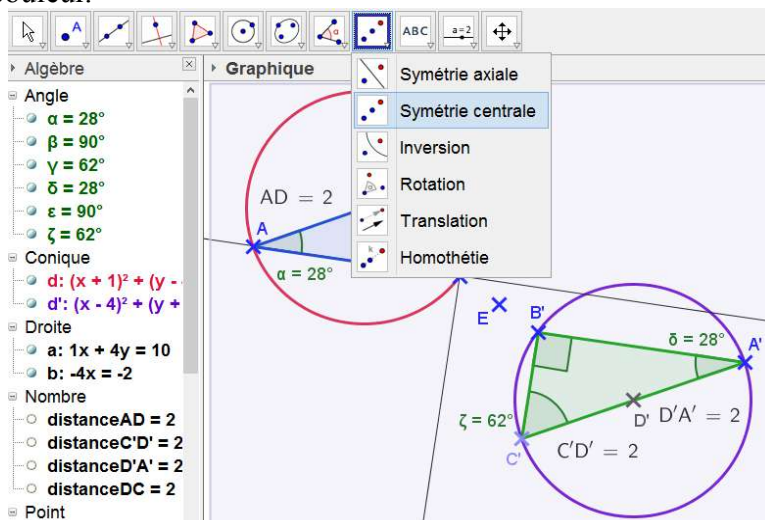 A
α
ABC
a=2
Algèbre
Graphique
Symétrie axiale
Symétrie centrale
Inversion
Rotation
Translation
Homothétie
Angle
α = 28°
β = 90°
γ = 62°
δ = 28°
ε = 90°
ζ = 62°
Conique
d: (x + 1)² + (y -
d': (x - 4)² + (y +
Droite
a: 1x + 4y = 10
b: -4x = -2
Nombre
distanceAD = 2
distanceC'D' = 2
distanceD'A' = 2
distanceDC = 2
Point
AD = 2
A
α = 28°
E
B'
δ = 28°
A'
ζ = 62°
D'
D'A' = 2
C'
C'D' = 2